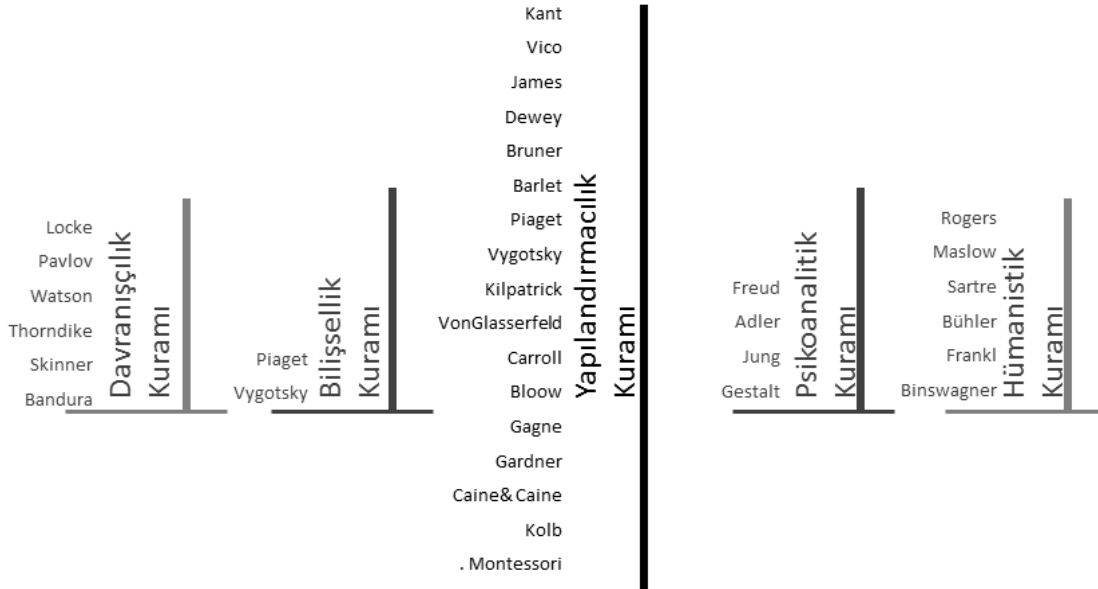 Locke
Pavlov
Watson
Thorndike
Skinner
Bandura
Davranışçılık
Kuramı
Piaget
Vygotsky
Bilişsellik
Kuramı
Kant
Vico
James
Dewey
Bruner
Barlet
Piaget
Vygotsky
Kilpatrick
VonGlasserfeld
Carroll
Bloow
Gagne
Gardner
Caine& Caine
Kolb
. Montessori
Yapılandırmacılık
Kuramı
Freud
Adler
Jung
Gestalt
Psikoanalitik
Kuramı
Rogers
Maslow
Sartre
Bühler
Frankl
Binswagner
Hümanistik
Kuramı